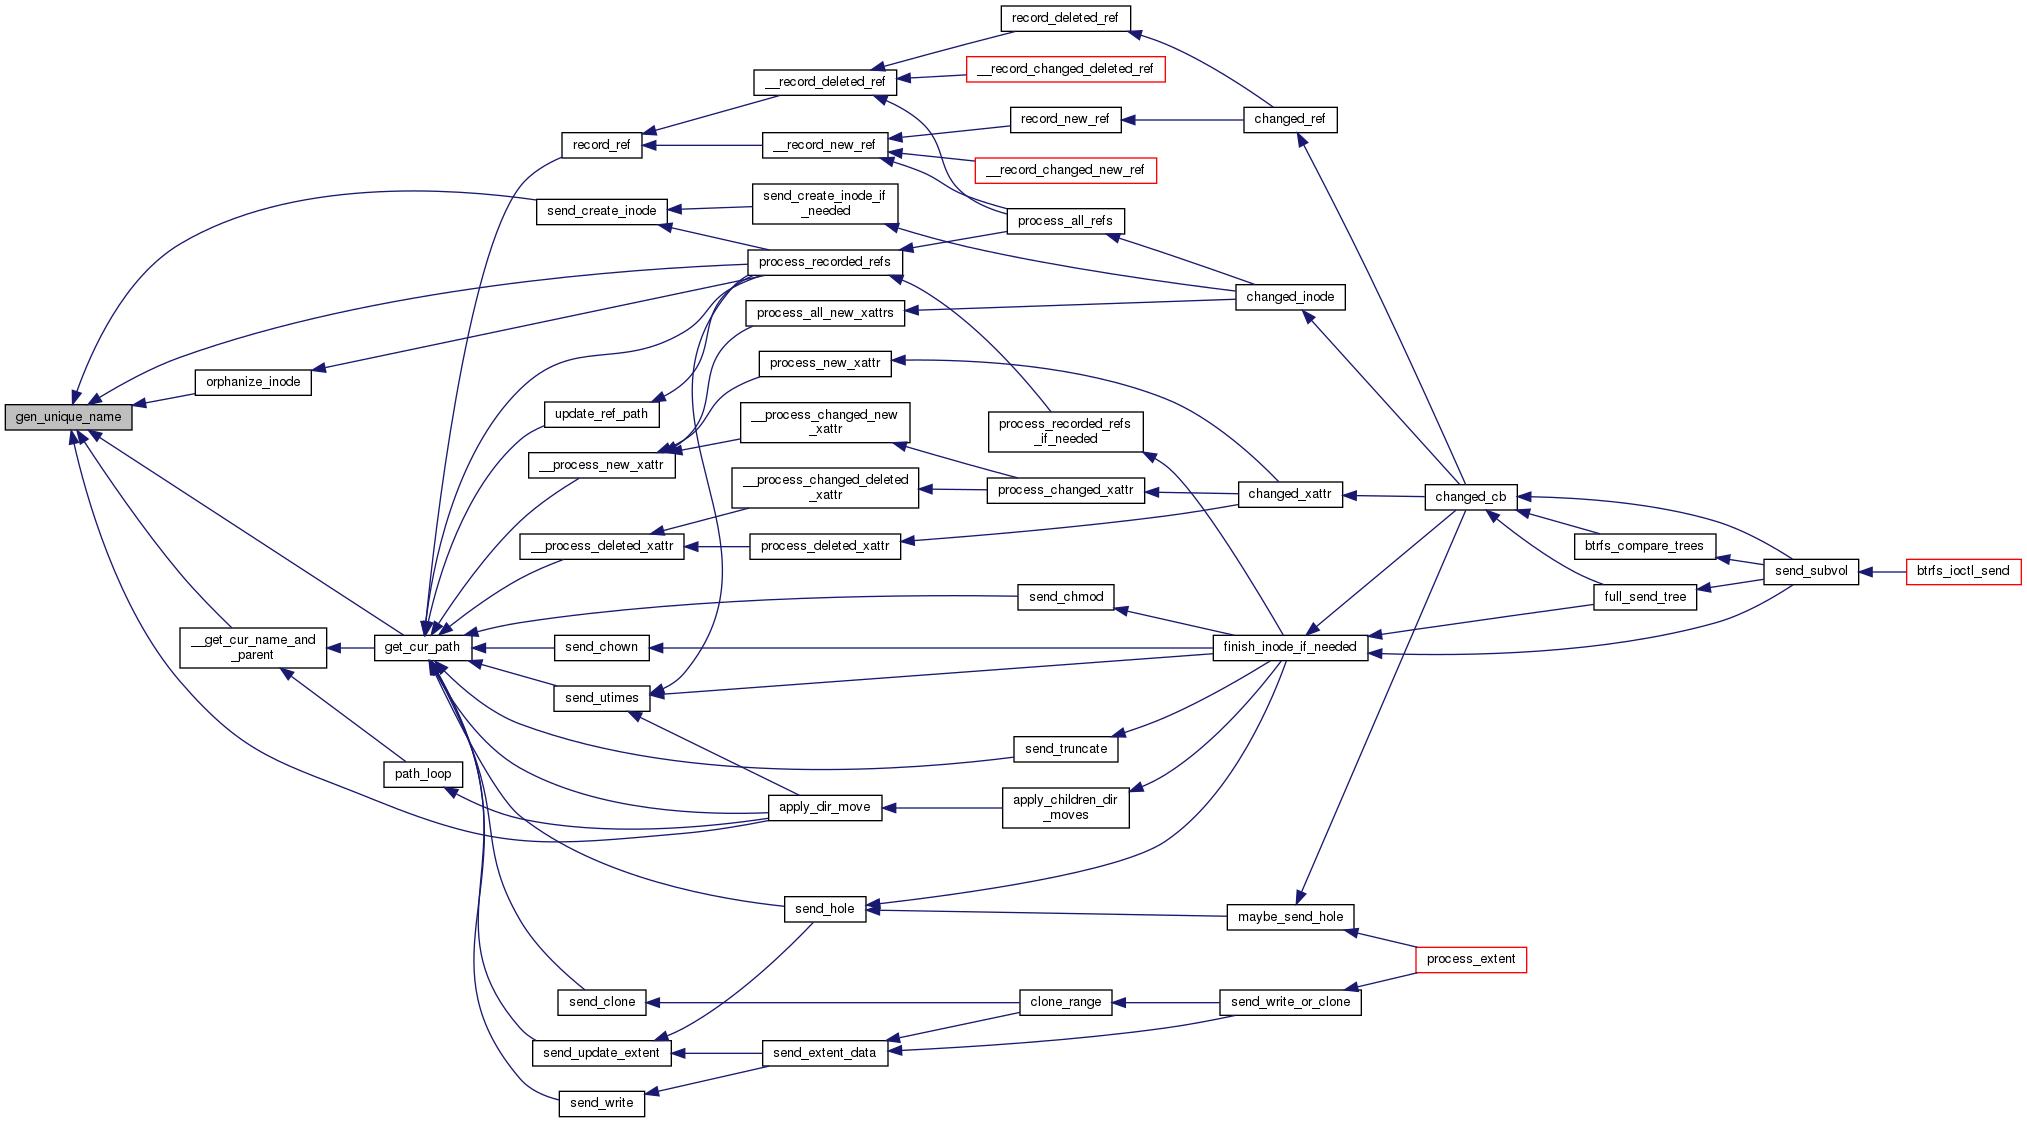 record_deleted_ref
__record_changed_deleted_ref
__record_deleted_ref
record_new_ref
changed_ref
record_ref
__record_new_ref
__record_changed_new_ref
send_create_inode_if
_needed
send_create_inode
process_all_refs
process_recorded_refs
changed_inode
process_all_new_xattrs
process_new_xattr
orphanize_inode
gen_unique_name
update_ref_path
__process_changed_new
_xattr
process_recorded_refs
_if_needed
__process_new_xattr
__process_changed_deleted
_xattr
process_changed_xattr
changed_xattr
changed_cb
__process_deleted_xattr
process_deleted_xattr
btrfs_compare_trees
send_subvol
btrfs_ioctl_send
send_chmod
full_send_tree
__get_cur_name_and
_parent
get_cur_path
send_chown
finish_inode_if_needed
send_utimes
send_truncate
path_loop
apply_dir_move
apply_children_dir
_moves
send_hole
maybe_send_hole
process_extent
send_clone
clone_range
send_write_or_clone
send_update_extent
send_extent_data
send_write